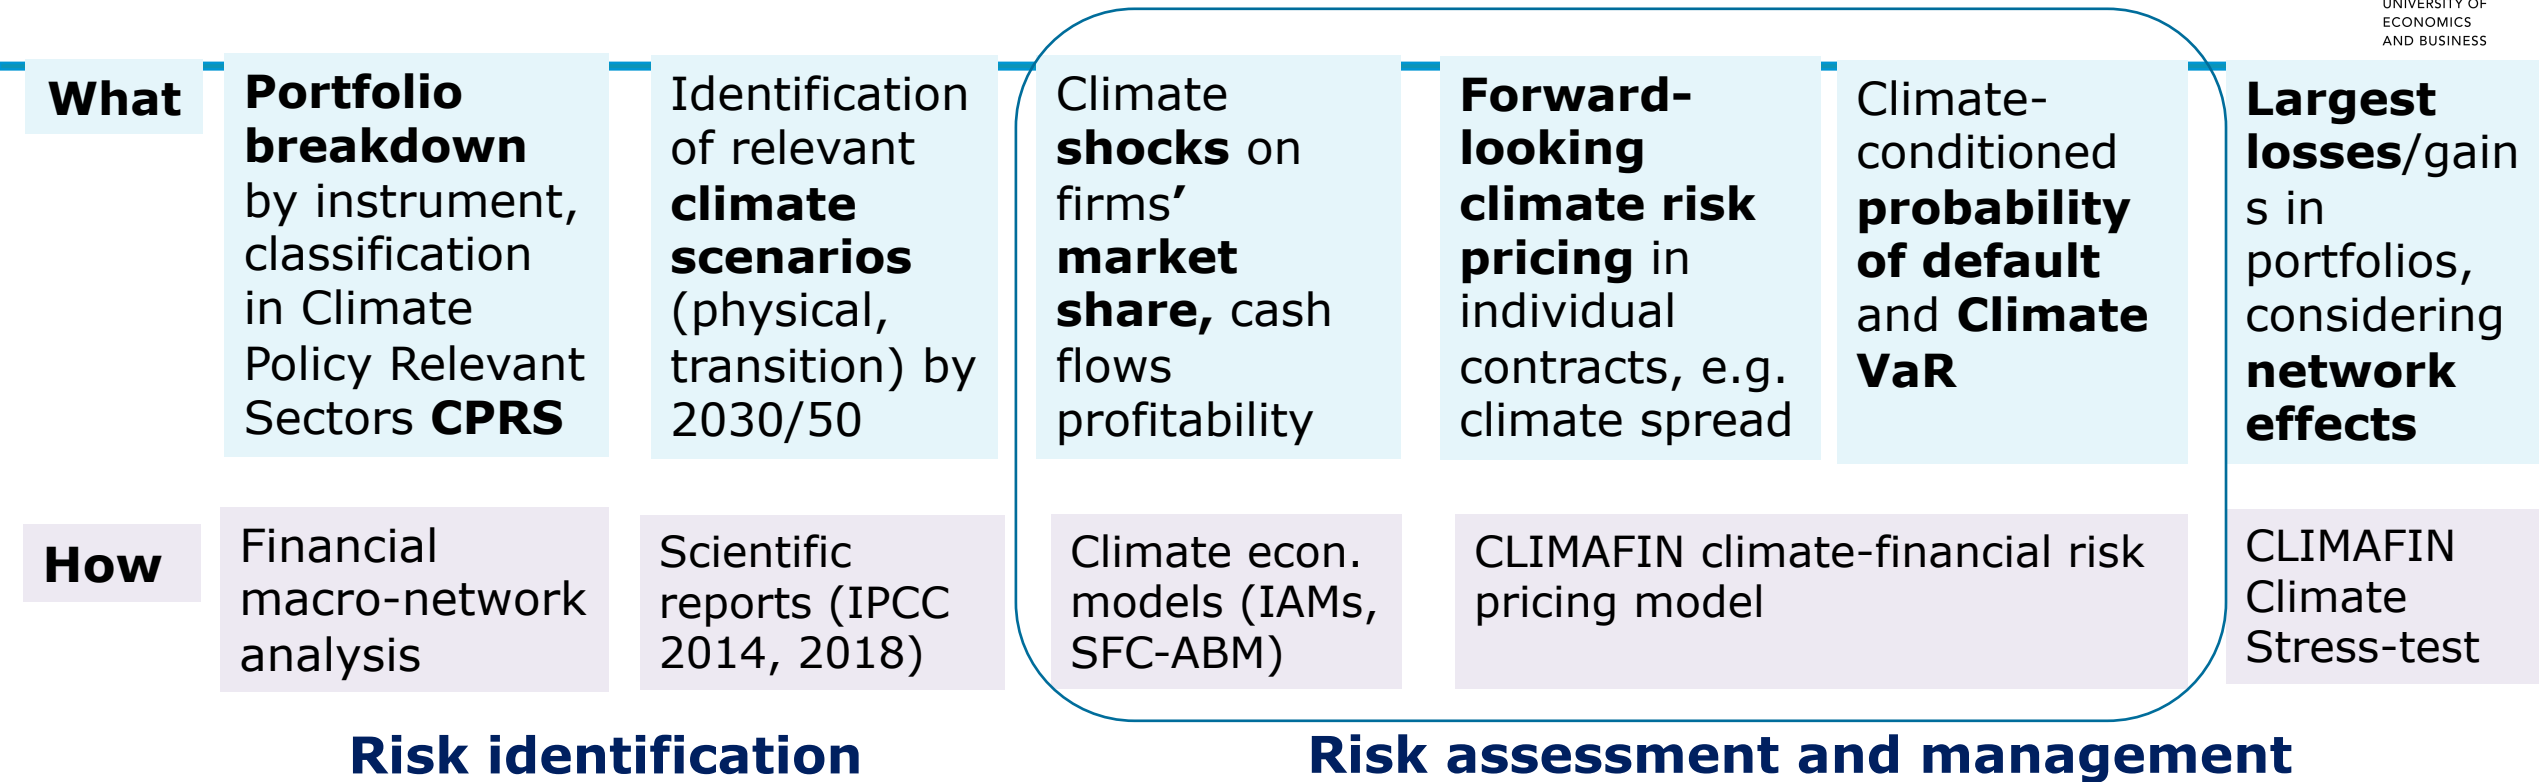 UNIVERSITY OF
ECONOMICS
AND BUSINESS
What
Portfolio
breakdown
by instrument,
classification
in Climate
Policy Relevant
Sectors CPRS
Identification
of relevant
climate
scenarios
(physical,
transition) by
2030/50
Climate
shocks on
firms’
market
share, cash
flows
profitability
Forward-
looking
climate risk
pricing in
individual
contracts, e.g.
climate spread
Climate-
conditioned
probability
of default
and Climate
VaR
Largest
losses/gain
s in
portfolios,
considering
network
effects
How
Financial
macro-network
analysis
Scientific
reports (IPCC
2014, 2018)
Climate econ.
models (IAMs,
SFC-ABM)
CLIMAFIN climate-financial risk
pricing model
CLIMAFIN
Climate
Stress-test
Risk identification
Risk assessment and management